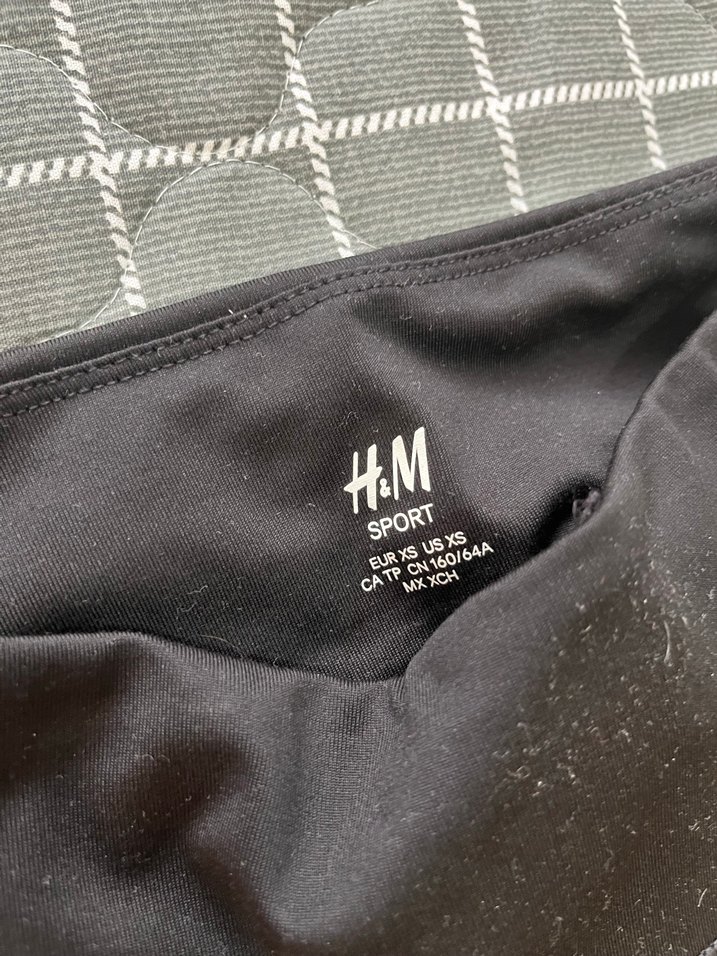 H&M
SPORT
EUR XS US XS
CA TP CN 160/64A
MX XCH